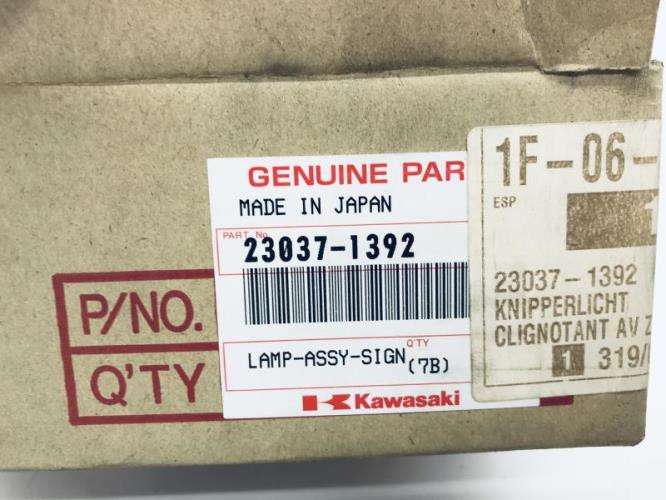 GENUINE PAR
MADE IN JAPAN
PART No.
23037-1392
LAMP-ASSY-SIGN
Q'TY
(7B)
Kawasaki
P/NO.
Q'TY
1F-06-
ESP
1
23037-1392
KNIPPERLICHT
CLIGNOTANT AV
1 319/